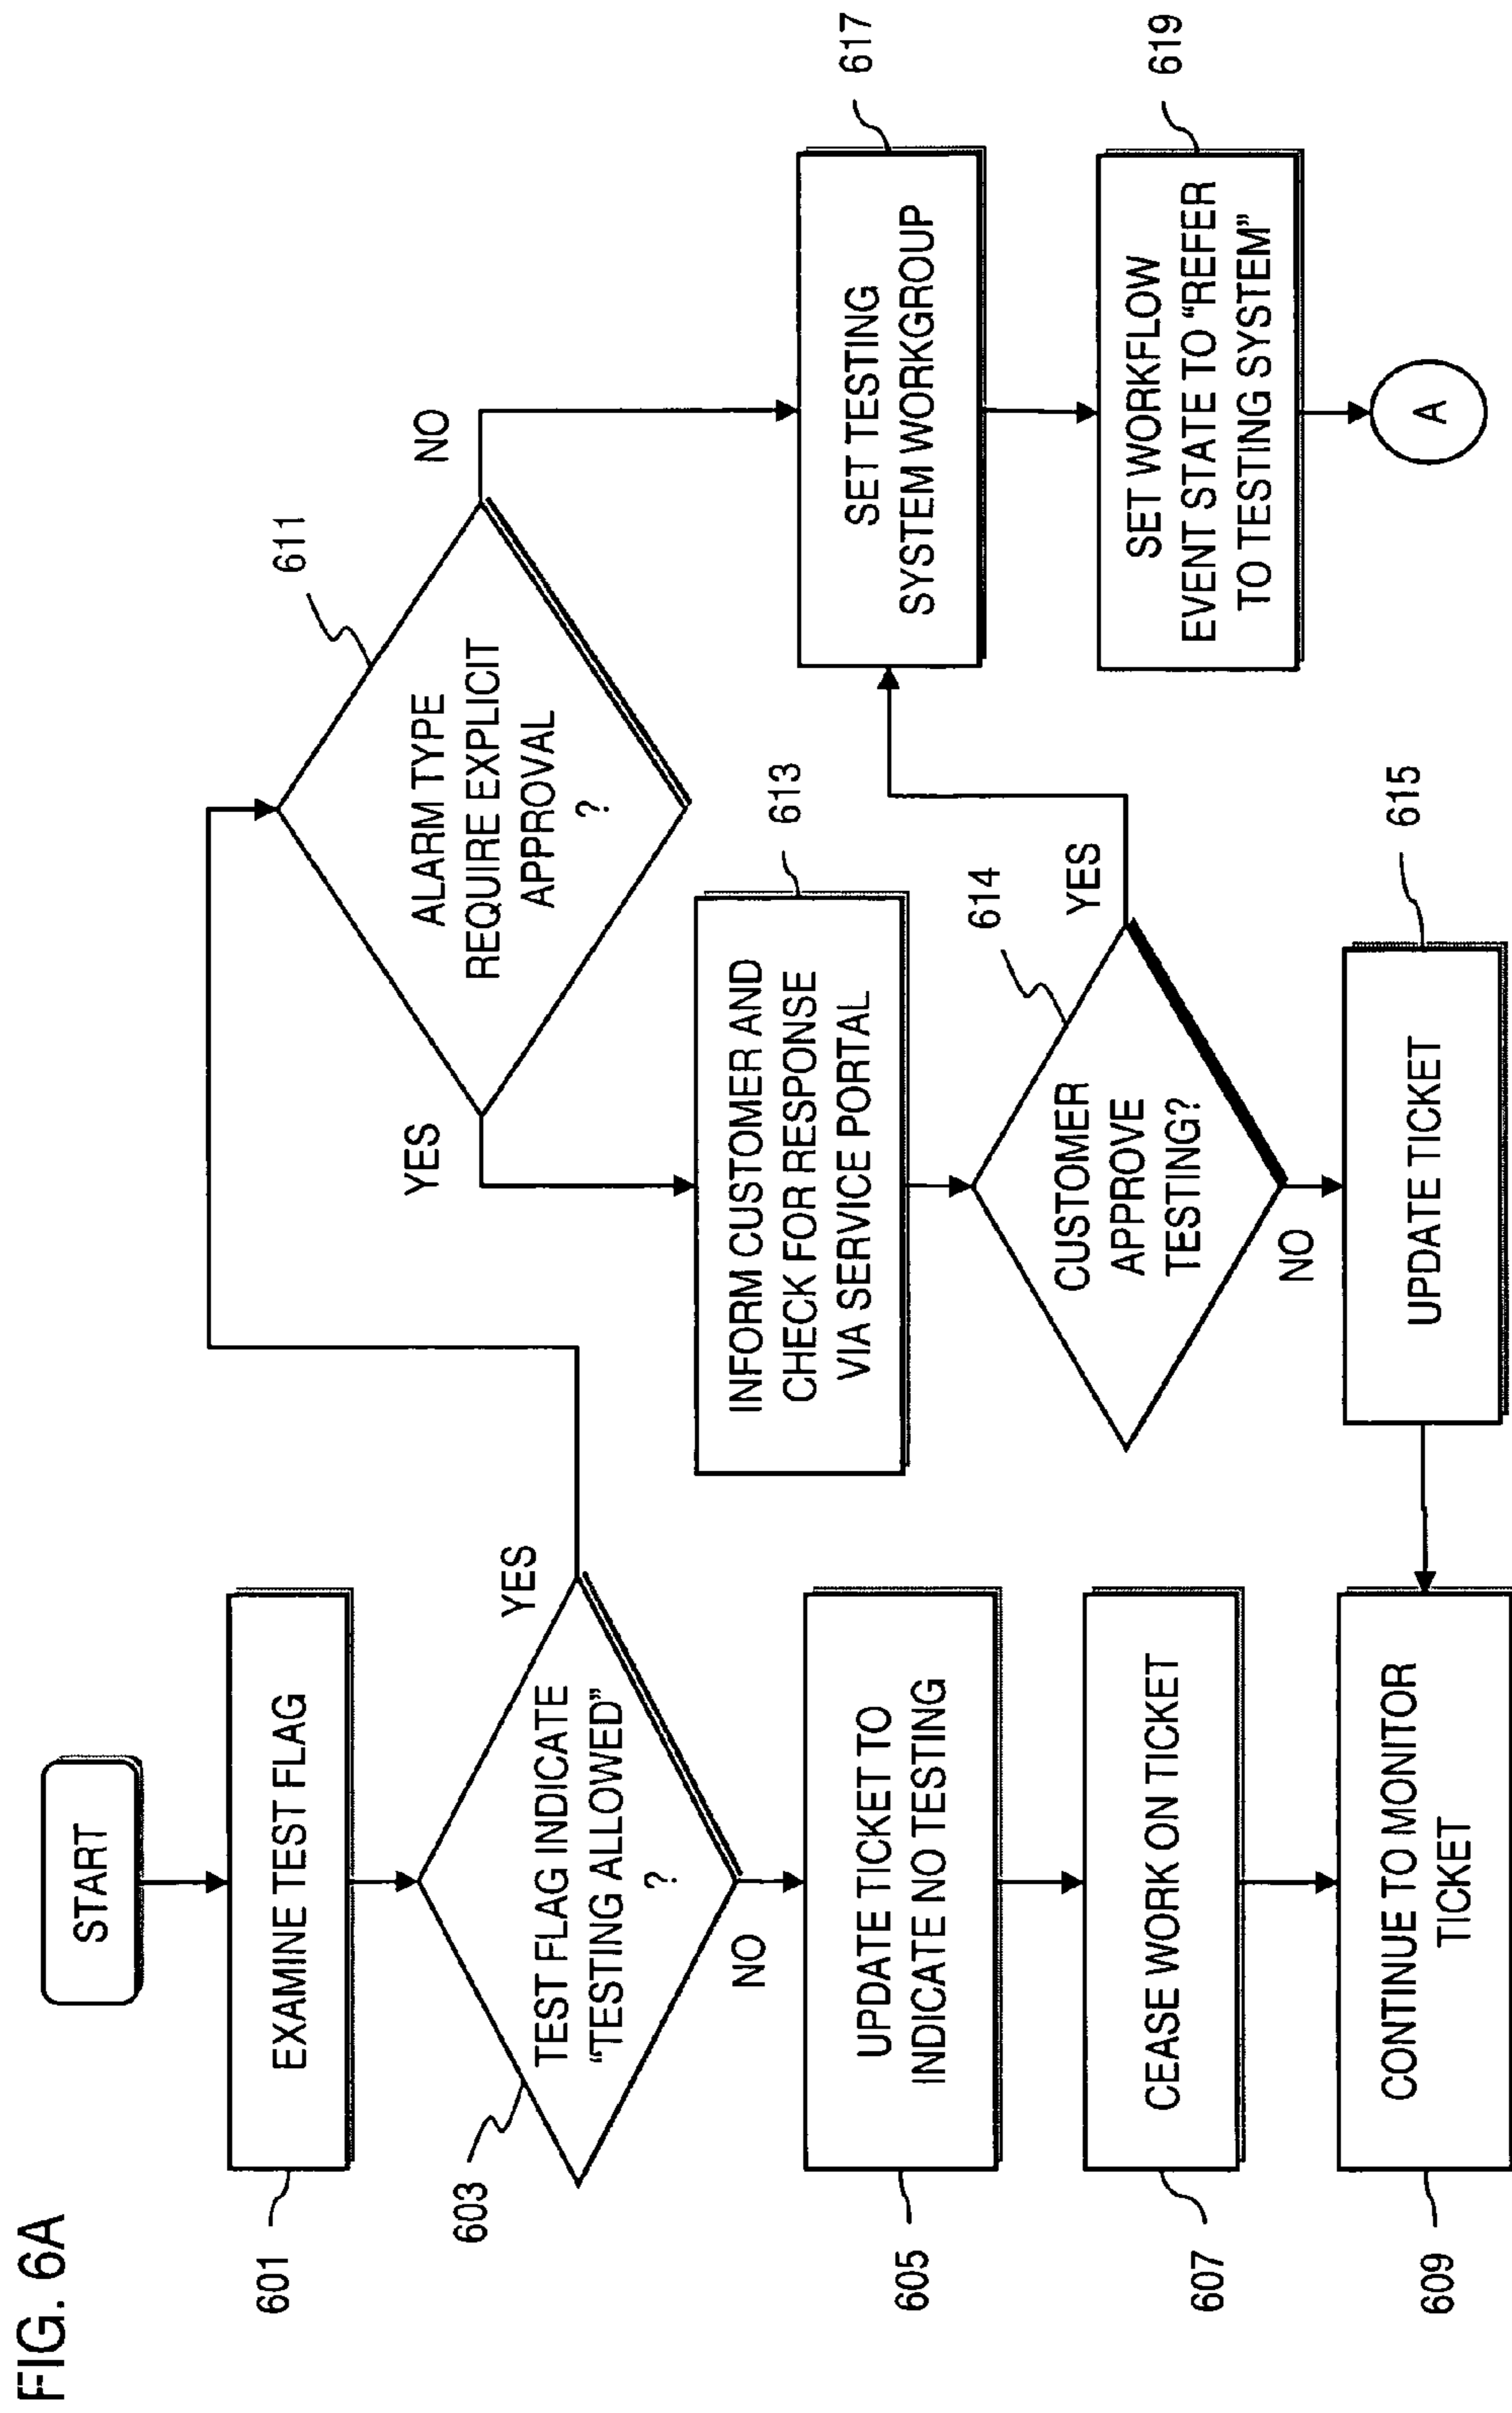 FIG. 6A
START
601
EXAMINE TEST FLAG
603
TEST FLAG INDICATE
“TESTING ALLOWED”
?
YES
NO
605
UPDATE TICKET TO
INDICATE NO TESTING
607
CEASE WORK ON TICKET
609
CONTINUE TO MONITOR
TICKET
611
ALARM TYPE
REQUIRE EXPLICIT
APPROVAL
?
YES
NO
613
INFORM CUSTOMER AND
CHECK FOR RESPONSE
VIA SERVICE PORTAL
614
CUSTOMER
APPROVE
TESTING?
YES
NO
615
UPDATE TICKET
617
SET TESTING
SYSTEM WORKGROUP
619
SET WORKFLOW
EVENT STATE TO “REFER
TO TESTING SYSTEM”
A